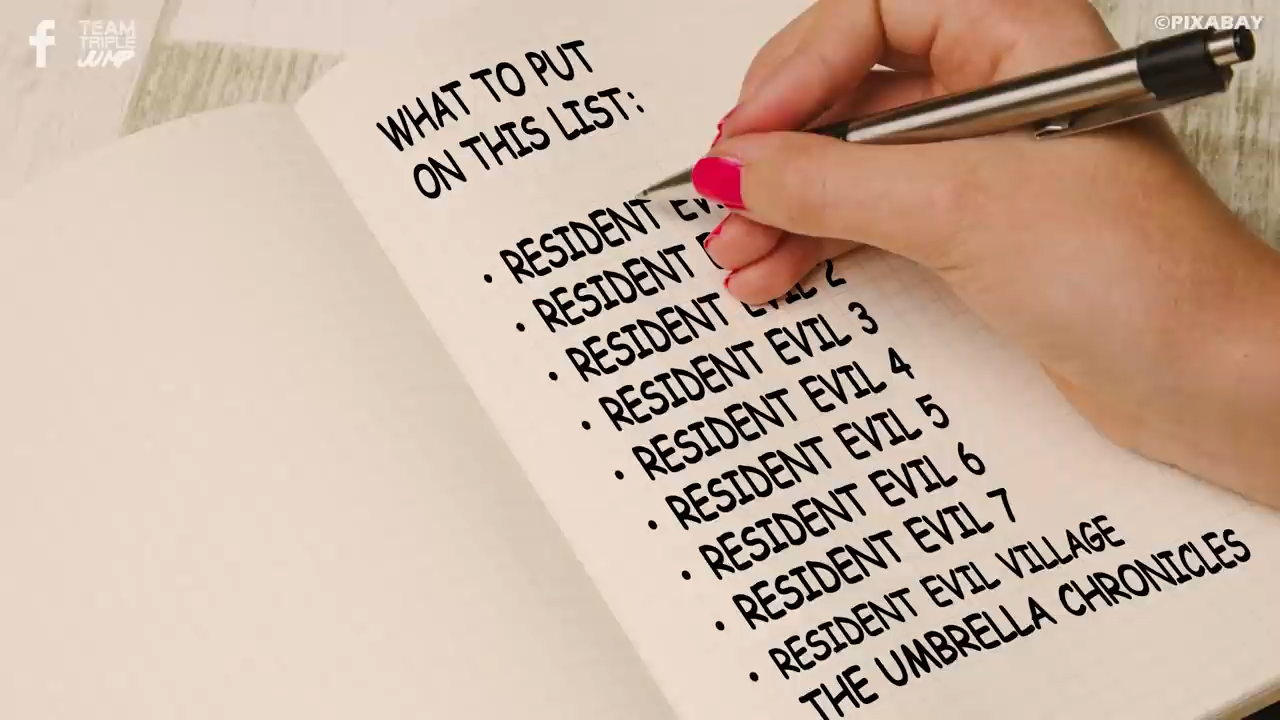 f
TEAM
TRIPLE
JUMP
©PIXABAY
WHAT TO PUT
ON THIS LIST:
• RESIDENT
• RESIDENT
• RESIDENT EVIL 2
• RESIDENT EVIL 3
• RESIDENT EVIL 4
• RESIDENT EVIL 5
• RESIDENT EVIL 6
• RESIDENT EVIL 7
• RESIDENT EVIL VILLAGE
THE UMBRELLA CHRONICLES